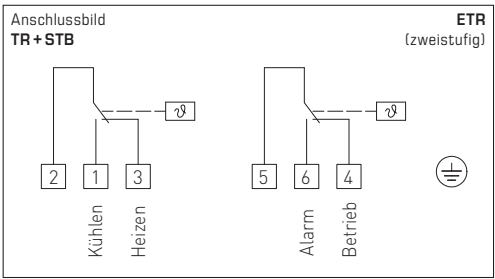 Anschlussbild
TR + STB
ETR
(zweistufig)
ϑ
ϑ
2 1 3
5 6 4
Kühlen
Heizen
Alarm
Betrieb